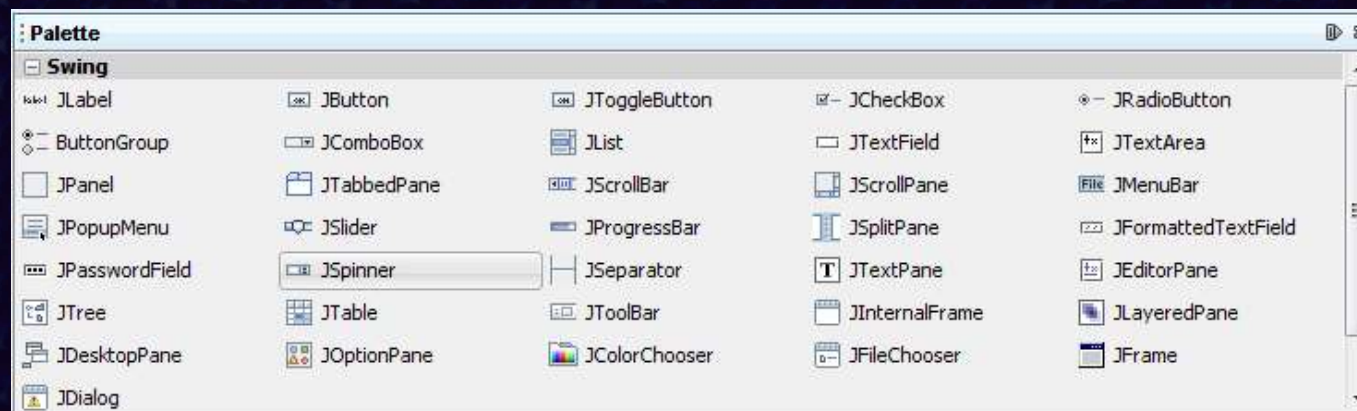 Palette
Swing
JLabel JButton JToggleButton JCheckBox JRadioButton
ButtonGroup JComboBox JList JTextField JTextArea
JPanel JTabbedPane JScrollBar JScrollPane JMenuBar
JPopupMenu JSlider JProgressBar JSplitPane JFormattedTextField
JPasswordField JSpinner JSeparator JTextPane JEditorPane
JTree JTable JToolBar JInternalFrame JLayeredPane
JDesktopPane JOptionPane JColorChooser JFileChooser JFrame
JDialog